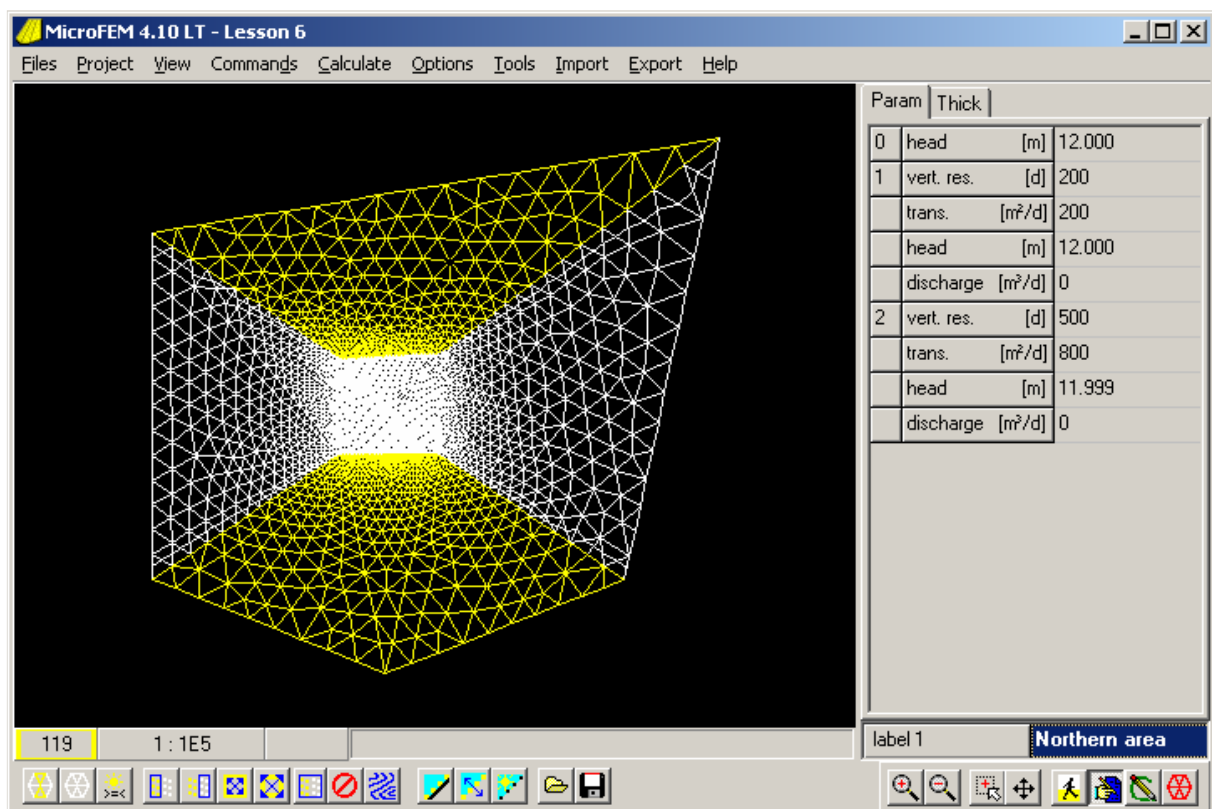 MicroFEM 4.10 LT - Lesson 6
Files Project View Commands Calculate Options Tools Import Export Help
Param Thick
0 head [m] 12.000
1 vert. res. [d] 200
trans. [m²/d] 200
head [m] 12.000
discharge [m³/d] 0
2 vert. res. [d] 500
trans. [m²/d] 800
head [m] 11.999
discharge [m³/d] 0
119 1 : 1E5
label 1 Northern area
>=<